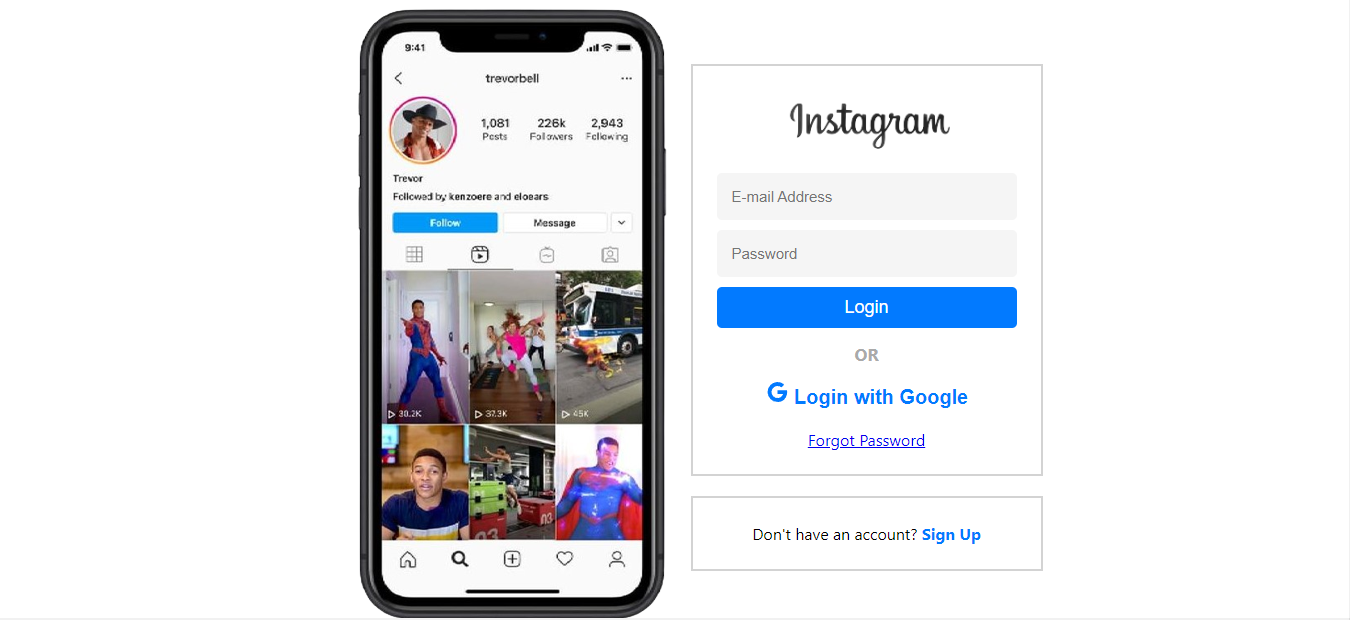 9:41
trevorbell
1,081 226k 2,943
Posts Followers Following
Trevor
Followed by kenzoere and eloears
Follow Message
30.2K 37.3K 45K
Instagram
E-mail Address
Password
Login
OR
Login with Google
Forgot Password
Don't have an account? Sign Up